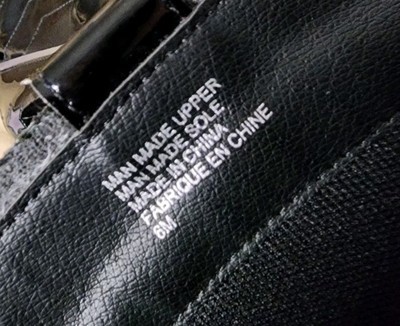 MAN MADE UPPER
MAN MADE SOLE
MADE IN CHINA
FABRIQUE EN CHINE
6M